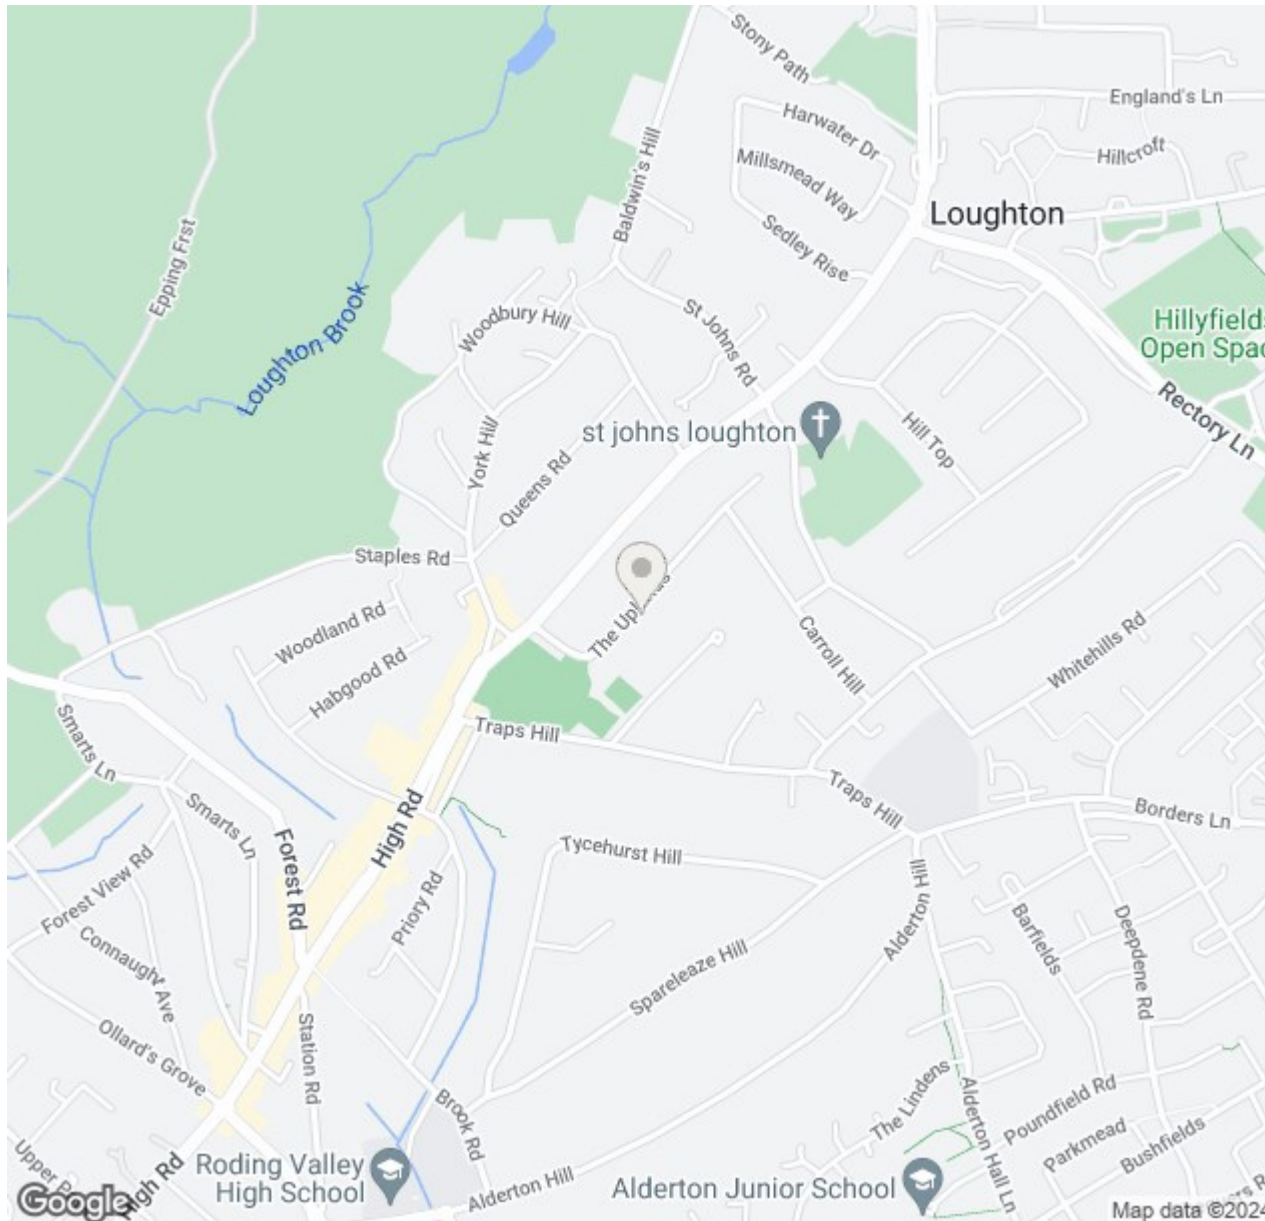 Stony Path
England's Ln
Harwater Dr
Hillcroft
Millsmead Way
Baldwin's Hill
Loughton
Sedley Rise
Epping Frst
Loughton Brook
Woodbury Hill
St Johns Rd
Hillyfields
Open Spac
Rectory Ln
st johns loughton
Hill Top
York Hill
Queens Rd
Staples Rd
The Uplands
Woodland Rd
Carroll Hill
Whitehills Rd
Habgood Rd
Smarts Ln
Traps Hill
Traps Hill
Borders Ln
Smarts Ln
High Rd
Forest Rd
Tycehurst Hill
Alderton Hill
Forest View Rd
Priory Rd
Barfields
Deepdene Rd
Connaught Ave
Spareleaze Hill
Ollard's Grove
Station Rd
The Lindens
Alderton Hall Ln
Poundfield Rd
Brook Rd
Parkmead
Bushfields
Upper P
High Rd
Roding Valley
High School
Alderton Hill
Alderton Junior School
Google
Map data ©2024